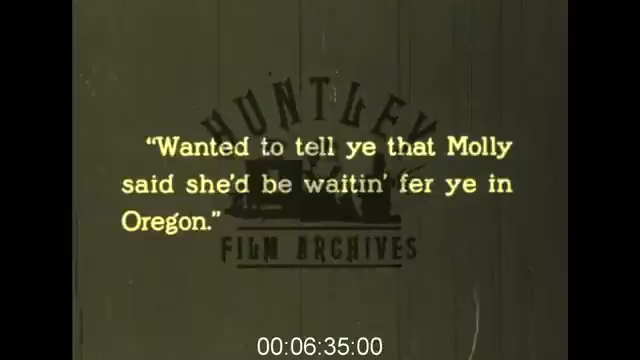 HUNTLEY
"Wanted to tell ye that Molly
said she'd be waitin' fer ye in
Oregon."
FILM ARCHIVES
00:06:35:00